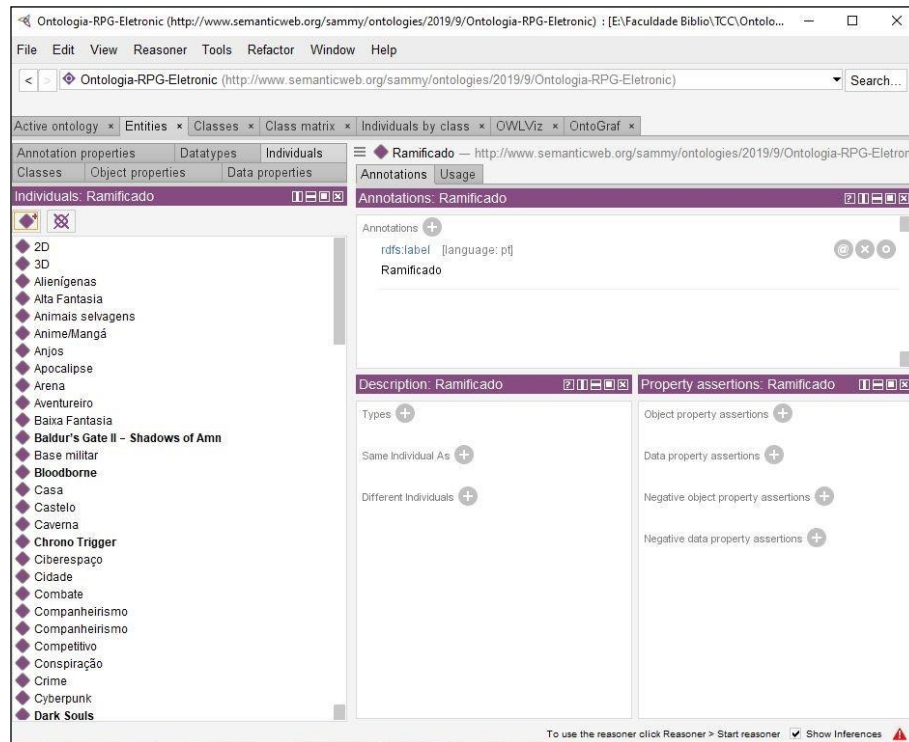 Ontologia-RPG-Eletronic (http://www.semanticweb.org/sammy/ontologies/2019/9/Ontologia-RPG-Eletronic) : [E:\Faculdade Biblio\TCC\Ontolo...
File Edit View Reasoner Tools Refactor Window Help
< > Ontologia-RPG-Eletronic (http://www.semanticweb.org/sammy/ontologies/2019/9/Ontologia-RPG-Eletronic) Search...
Active ontology × Entities × Classes × Class matrix × Individuals by class × OWLViz × OntoGraf ×
Annotation properties Datatypes Individuals
Classes Object properties Data properties
Individuals: Ramificado
2D
3D
Alienígenas
Alta Fantasia
Animais selvagens
Anime/Mangá
Anjos
Apocalipse
Arena
Aventureiro
Baixa Fantasia
Baldur's Gate II – Shadows of Amn
Base militar
Bloodborne
Casa
Castelo
Caverna
Chrono Trigger
Ciberespaço
Cidade
Combate
Companheirismo
Companheirismo
Competitivo
Conspiração
Crime
Cyberpunk
Dark Souls
Ramificado — http://www.semanticweb.org/sammy/ontologies/2019/9/Ontologia-RPG-Eletron
Annotations Usage
Annotations: Ramificado
Annotations
rdfs:label [language: pt]
Ramificado
Description: Ramificado
Types
Same Individual As
Different Individuals
Property assertions: Ramificado
Object property assertions
Data property assertions
Negative object property assertions
Negative data property assertions
To use the reasoner click Reasoner > Start reasoner Show Inferences